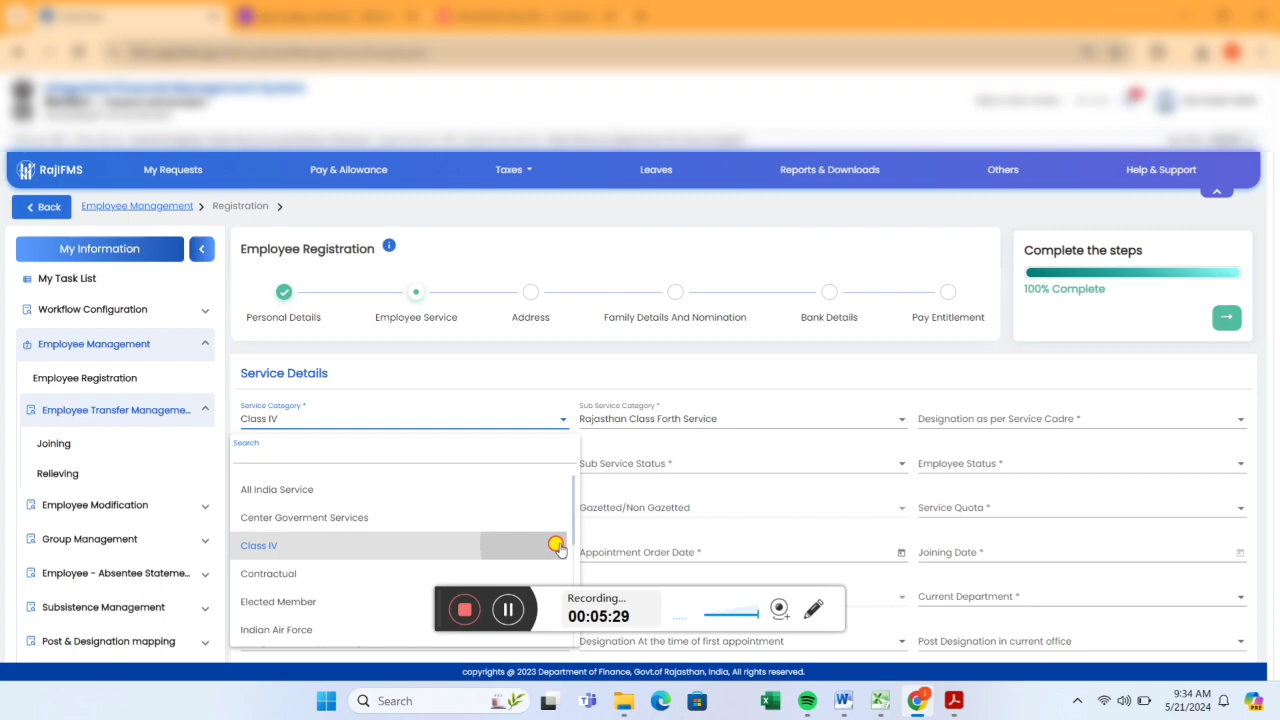 RajIFMS My Requests Pay & Allowance Taxes Leaves Reports & Downloads Others Help & Support
Back Employee Management Registration
My Information
My Task List
Workflow Configuration
Employee Management
Employee Registration
Employee Transfer Manageme...
Joining
Relieving
Employee Modification
Group Management
Employee - Absentee Stateme...
Subsistence Management
Post & Designation mapping
Employee Registration
Personal Details Employee Service Address Family Details And Nomination Bank Details Pay Entitlement
Complete the steps
100% Complete
Service Details
Service Category * Sub Service Category *
Class IV Rajasthan Class Forth Service Designation as per Service Cadre *
Search
Sub Service Status * Employee Status *
All India Service
Gazetted/Non Gazetted Service Quota *
Center Goverment Services
Class IV Appointment Order Date * Joining Date *
Contractual
Current Department *
Elected Member
Indian Air Force
Designation At the time of first appointment Post Designation in current office
Recording...
00:05:29
copyrights @ 2023 Department of Finance, Govt.of Rajasthan, India, All rights reserved.
Search
9:34 AM
5/21/2024